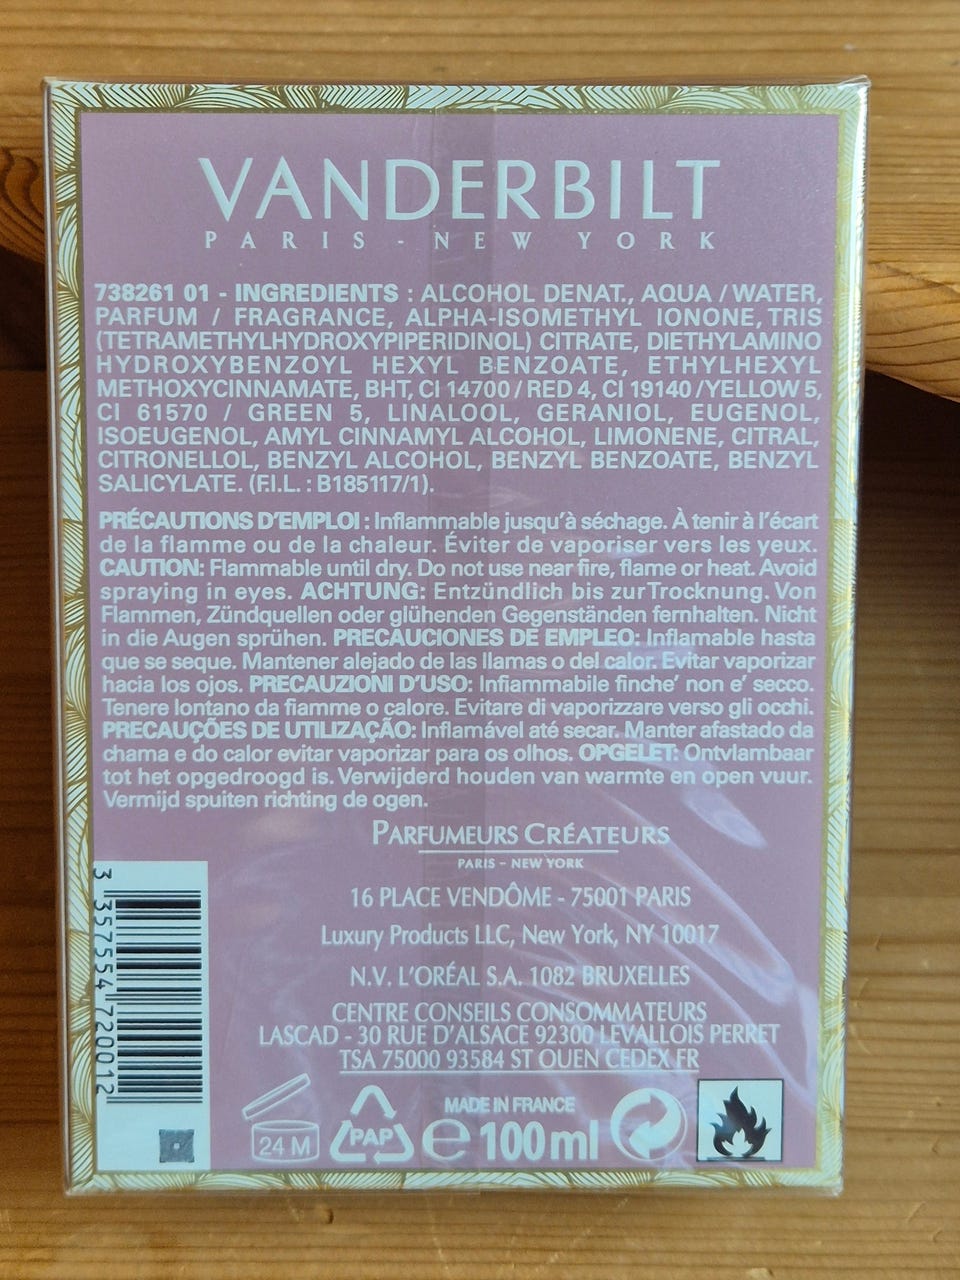 VANDERBILT
PARIS - NEW YORK
738261 01 - INGREDIENTS : ALCOHOL DENAT., AQUA / WATER,
PARFUM / FRAGRANCE, ALPHA-ISOMETHYL IONONE, TRIS
(TETRAMETHYLHYDROXYPIPERIDINOL) CITRATE, DIETHYLAMINO
HYDROXYBENZOYL HEXYL BENZOATE, ETHYLHEXYL
METHOXYCINNAMATE, BHT, CI 14700 / RED 4, CI 19140 / YELLOW 5,
CI 61570 / GREEN 5, LINALOOL, GERANIOL, EUGENOL,
ISOEUGENOL, AMYL CINNAMYL ALCOHOL, LIMONENE, CITRAL,
CITRONELLOL, BENZYL ALCOHOL, BENZYL BENZOATE, BENZYL
SALICYLATE. (F.I.L. : B185117/1).
PRÉCAUTIONS D'EMPLOI : Inflammable jusqu'à séchage. À tenir à l'écart
de la flamme ou de la chaleur. Éviter de vaporiser vers les yeux.
CAUTION: Flammable until dry. Do not use near fire, flame or heat. Avoid
spraying in eyes. ACHTUNG: Entzündlich bis zur Trocknung. Von
Flammen, Zündquellen oder glühenden Gegenständen fernhalten. Nicht
in die Augen sprühen. PRECAUCIONES DE EMPLEO: Inflamable hasta
que se seque. Mantener alejado de las llamas o del calor. Evitar vaporizar
hacia los ojos. PRECAUZIONI D'USO: Infiammabile finche' non e' secco.
Tenere lontano da fiamme o calore. Evitare di vaporizzare verso gli occhi.
PRECAUÇÕES DE UTILIZAÇÃO: Inflamável até secar. Manter afastado da
chama e do calor evitar vaporizar para os olhos. OPGELET: Ontvlambaar
tot het opgedroogd is. Verwijderd houden van warmte en open vuur.
Vermijd spuiten richting de ogen.
PARFUMEURS CRÉATEURS
PARIS - NEW YORK
16 PLACE VENDÔME - 75001 PARIS
Luxury Products LLC, New York, NY 10017
N.V. L'ORÉAL S.A. 1082 BRUXELLES
CENTRE CONSEILS CONSOMMATEURS
LASCAD - 30 RUE D'ALSACE 92300 LEVALLOIS PERRET
TSA 75000 93584 ST OUEN CEDEX FR
3 357554 720012
MADE IN FRANCE
24 M PAP e 100 ml